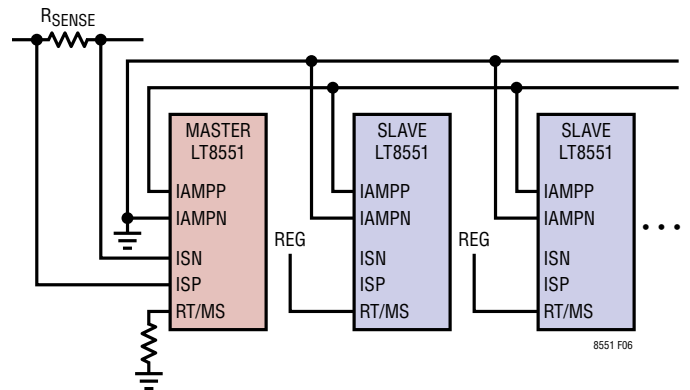 RSENSE
MASTER
LT8551
IAMPP
IAMPN
ISN
ISP
RT/MS
REG
SLAVE
LT8551
IAMPP
IAMPN
ISN
ISP
RT/MS
REG
SLAVE
LT8551
IAMPP
IAMPN
ISN
ISP
RT/MS
• • •
8551 F06